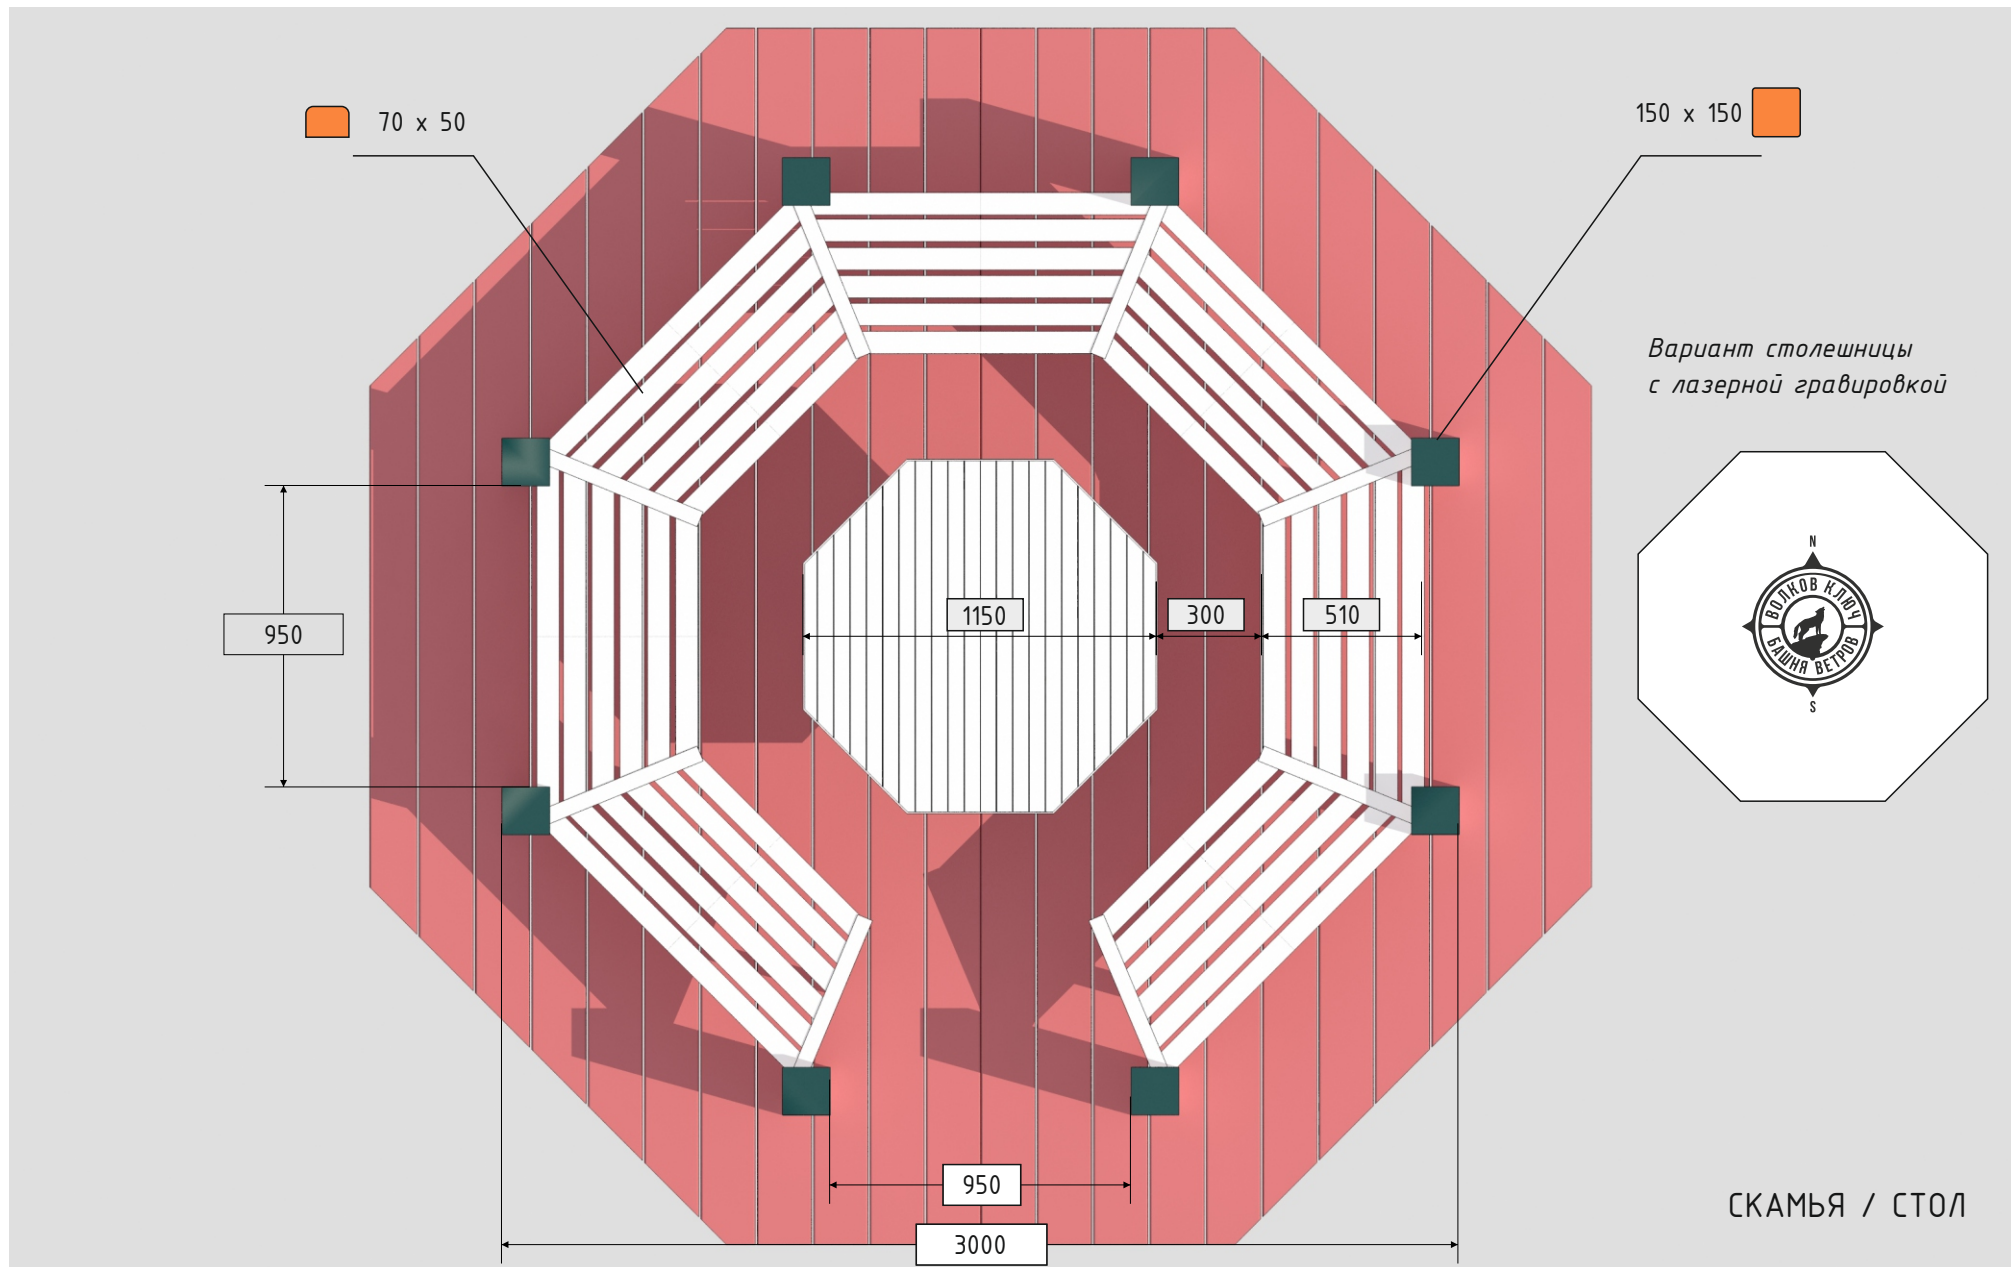 70 x 50
150 x 150
Вариант столешницы
с лазерной гравировкой
N
ВОЛКОВ КЛЮЧ
БАШНЯ ВЕТРОВ
S
950
1150
300
510
950
3000
СКАМЬЯ / СТОЛ